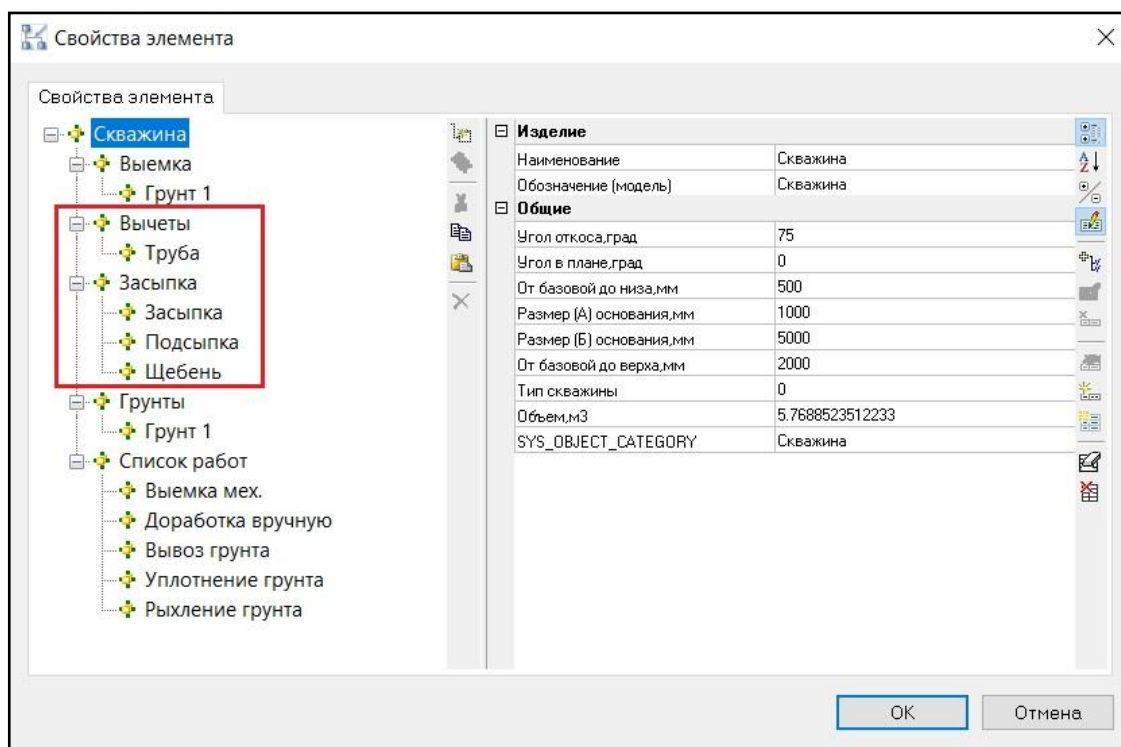 Свойства элемента
Свойства элемента
Скважина
Выемка
Грунт 1
Вычеты
Труба
Засыпка
Засыпка
Подсыпка
Щебень
Грунты
Грунт 1
Список работ
Выемка мех.
Доработка вручную
Вывоз грунта
Уплотнение грунта
Рыхление грунта
Изделие
Наименование Скважина
Обозначение (модель) Скважина
Общие
Угол откоса,град 75
Угол в плане,град 0
От базовой до низа,мм 500
Размер (А) основания,мм 1000
Размер (Б) основания,мм 5000
От базовой до верха,мм 2000
Тип скважины 0
Объем,м3 5.7688523512233
SYS_OBJECT_CATEGORY Скважина
ОК Отмена